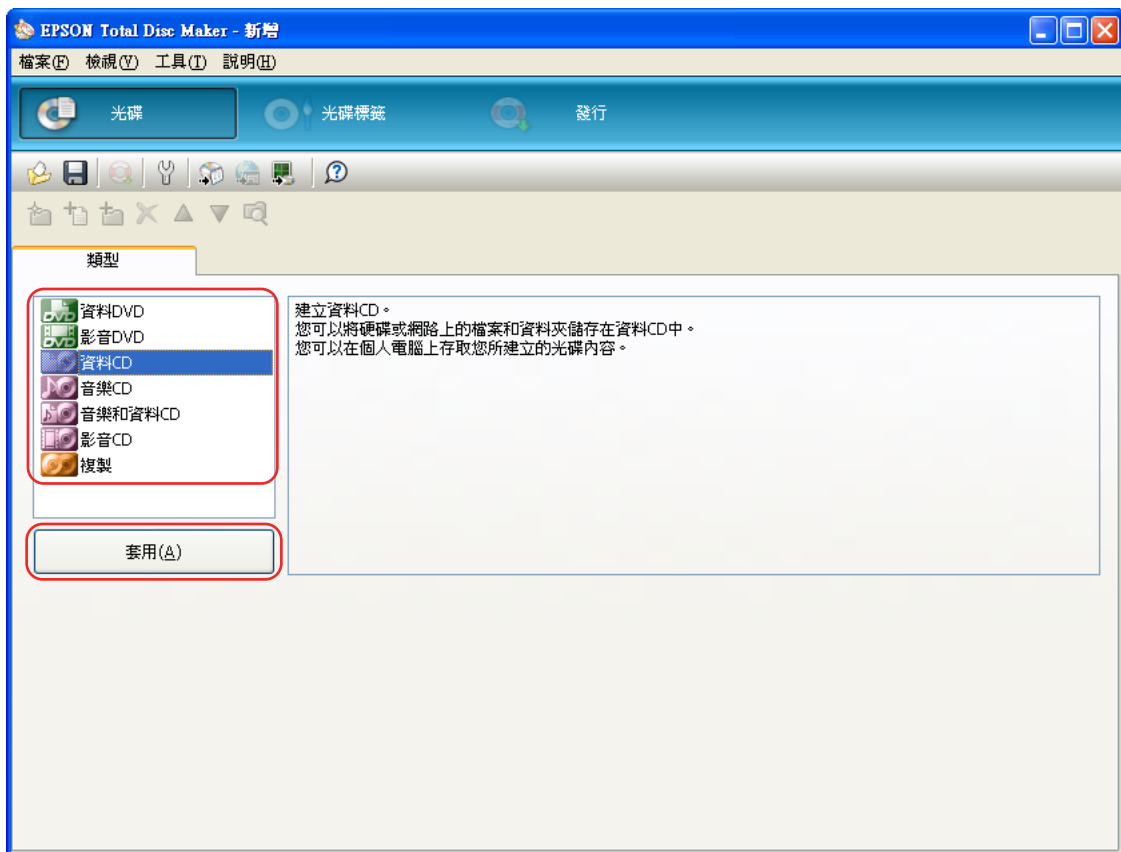 EPSON Total Disc Maker - 新增
檔案(F) 檢視(V) 工具(T) 說明(H)
光碟 光碟標籤 發行
類型
資料DVD
影音DVD
資料CD
音樂CD
音樂和資料CD
影音CD
複製
套用(A)
建立資料CD。
您可以將硬碟或網路上的檔案和資料夾儲存在資料CD中。
您可以在個人電腦上存取您所建立的光碟內容。